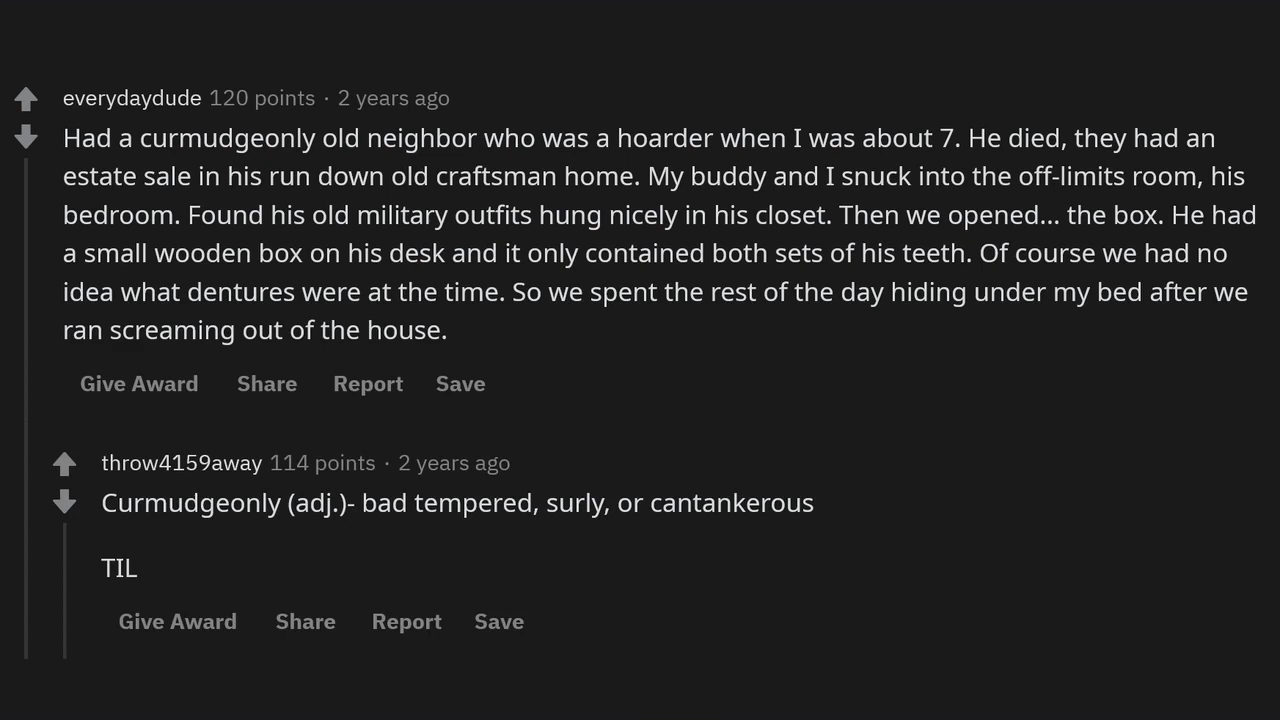 everydaydude 120 points · 2 years ago
Had a curmudgeonly old neighbor who was a hoarder when I was about 7. He died, they had an
estate sale in his run down old craftsman home. My buddy and I snuck into the off-limits room, his
bedroom. Found his old military outfits hung nicely in his closet. Then we opened... the box. He had
a small wooden box on his desk and it only contained both sets of his teeth. Of course we had no
idea what dentures were at the time. So we spent the rest of the day hiding under my bed after we
ran screaming out of the house.
Give Award Share Report Save
throw4159away 114 points · 2 years ago
Curmudgeonly (adj.)- bad tempered, surly, or cantankerous
TIL
Give Award Share Report Save